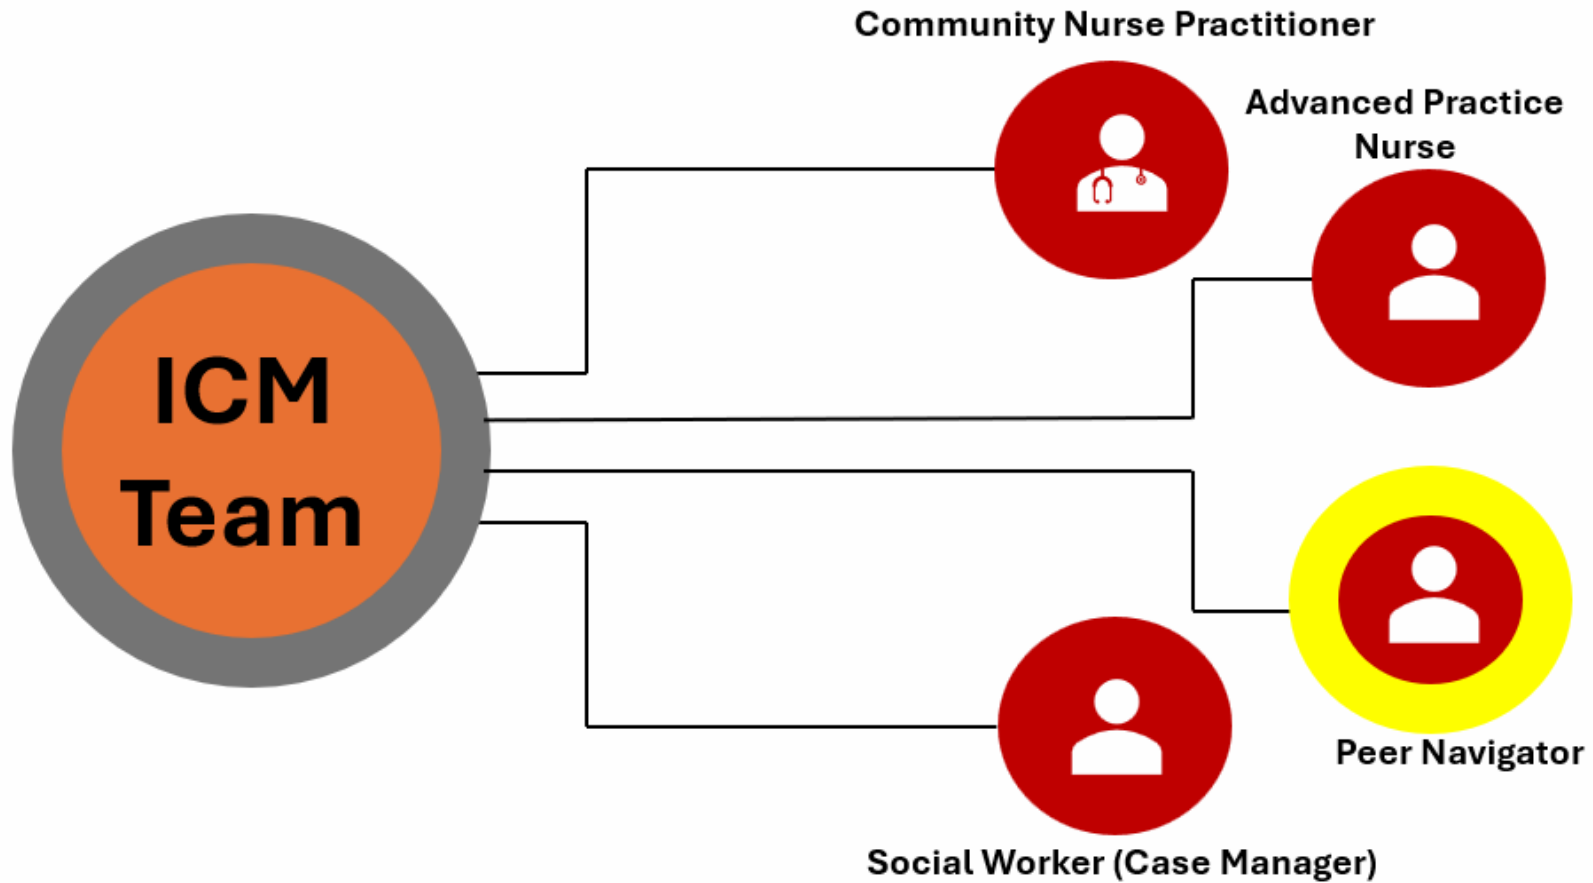 Community Nurse Practitioner
Advanced Practice
Nurse
ICM
Team
Peer Navigator
Social Worker (Case Manager)